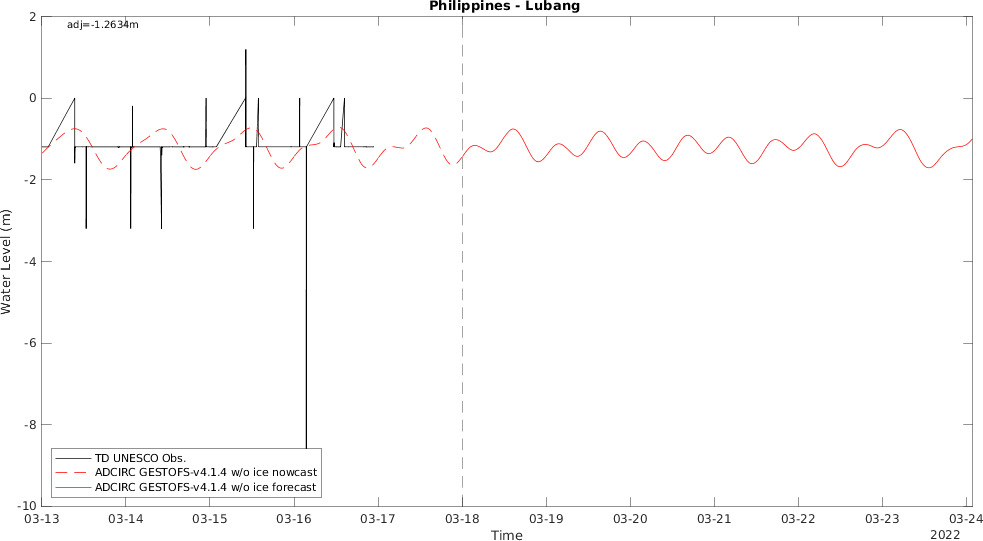 Philippines - Lubang
adj=-1.2634m
2
0
-2
-4
-6
-8
-10
Water Level (m)
TD UNESCO Obs.
ADCIRC GESTOFS-v4.1.4 w/o ice nowcast
ADCIRC GESTOFS-v4.1.4 w/o ice forecast
03-13 03-14 03-15 03-16 03-17 03-18 03-19 03-20 03-21 03-22 03-23 03-24
Time
2022